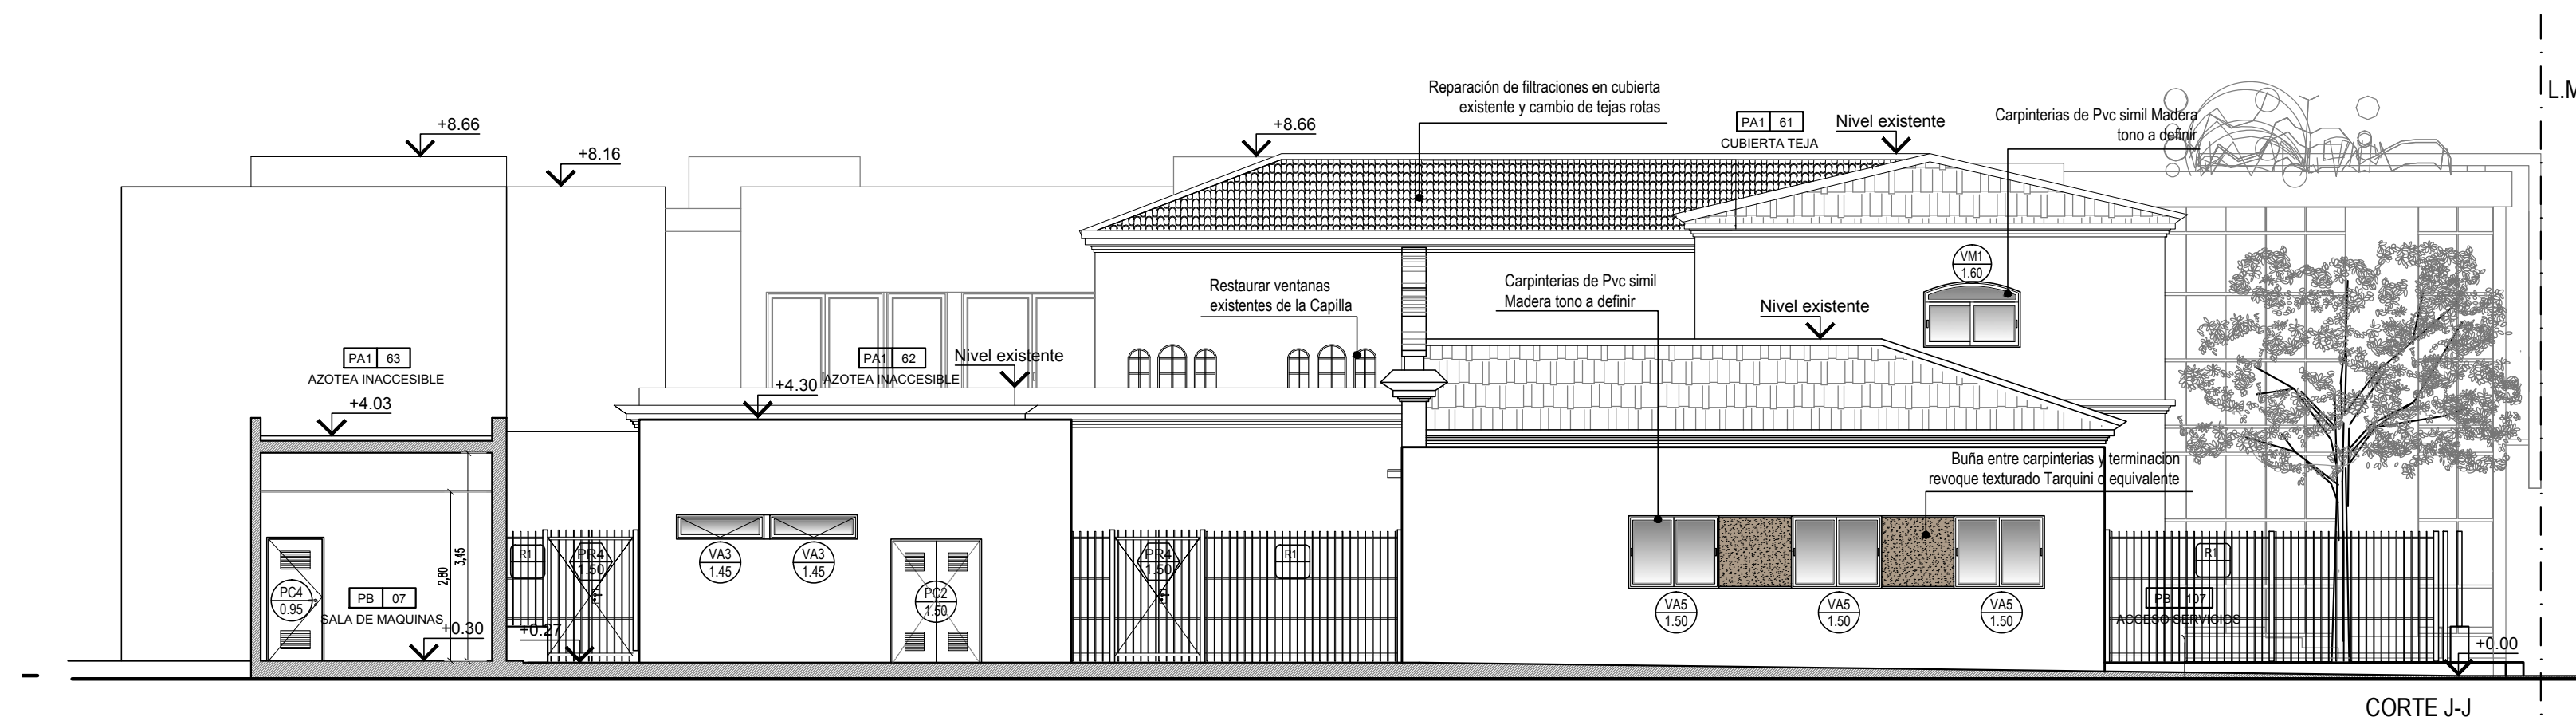 L.M
Reparación de filtraciones en cubierta
existente y cambio de tejas rotas
Carpinterias de Pvc simil Madera
tono a definir
+8.66
+8.66
PA1 61
CUBIERTA TEJA
Nivel existente
+8.16
VM1
1.60
Restaurar ventanas
existentes de la Capilla
Carpinterias de Pvc simil
Madera tono a definir
Nivel existente
PA1 63
AZOTEA INACCESIBLE
PA1 62
AZOTEA INACCESIBLE
Nivel existente
+4.30
+4.03
Buña entre carpinterias y terminacion
revoque texturado Tarquini o equivalente
2,80
3,45
R1
PR4
1.50
VA3
1.45
VA3
1.45
PC2
1.50
PR4
1.50
R1
R1
PC4
0.95
PB 07
SALA DE MAQUINAS
VA5
1.50
VA5
1.50
VA5
1.50
PB 107
ACCESO SERVICIOS
+0.30
+0.27
+0.00
CORTE J-J